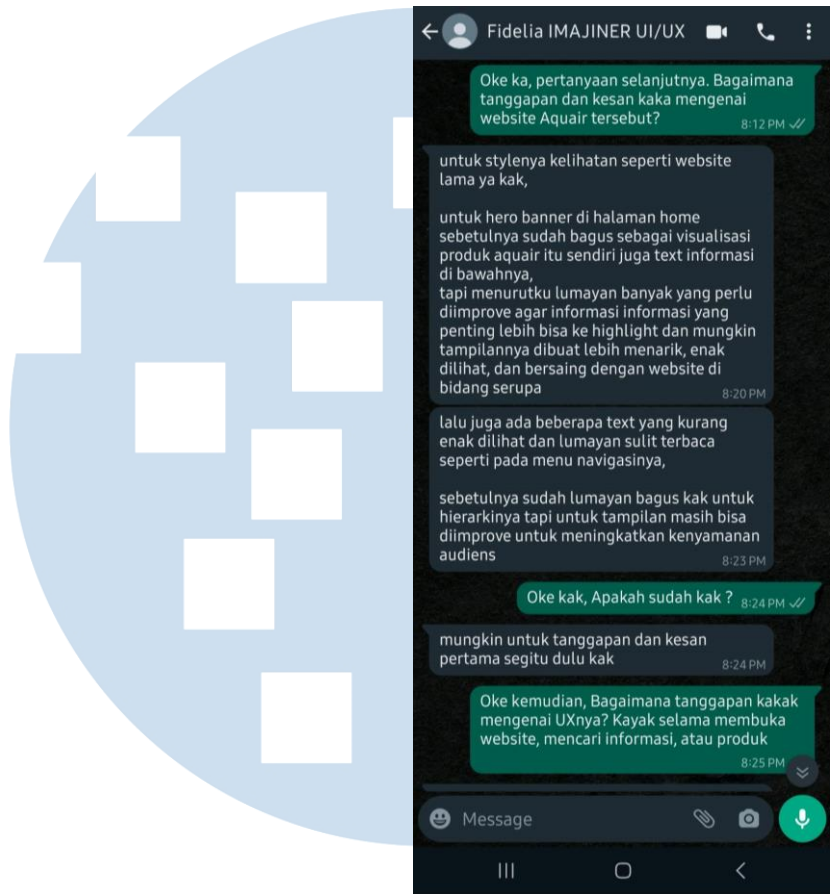 Fidelia IMAJINER UI/UX
Oke ka, pertanyaan selanjutnya. Bagaimana
tanggapan dan kesan kaka mengenai
website Aquair tersebut?
8:12 PM
untuk stylenya kelihatan seperti website
lama ya kak,
untuk hero banner di halaman home
sebetulnya sudah bagus sebagai visualisasi
produk aquair itu sendiri juga text informasi
di bawahnya,
tapi menurutku lumayan banyak yang perlu
diimprove agar informasi informasi yang
penting lebih bisa ke highlight dan mungkin
tampilannya dibuat lebih menarik, enak
dilihat, dan bersaing dengan website di
bidang serupa
8:20 PM
lalu juga ada beberapa text yang kurang
enak dilihat dan lumayan sulit terbaca
seperti pada menu navigasinya,
sebetulnya sudah lumayan bagus kak untuk
hierarkinya tapi untuk tampilan masih bisa
diimprove untuk meningkatkan kenyamanan
audiens
8:23 PM
Oke kak, Apakah sudah kak ?
8:24 PM
mungkin untuk tanggapan dan kesan
pertama segitu dulu kak
8:24 PM
Oke kemudian, Bagaimana tanggapan kakak
mengenai UXnya? Kayak selama membuka
website, mencari informasi, atau produk
8:25 PM
Message